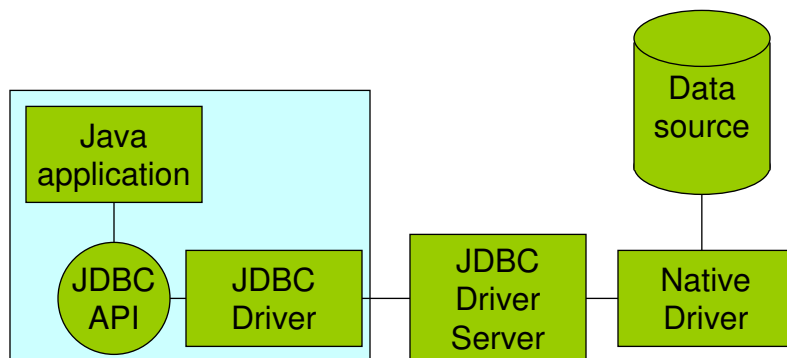 Data
source
Java
application
JDBC
API
JDBC
Driver
JDBC
Driver
Server
Native
Driver